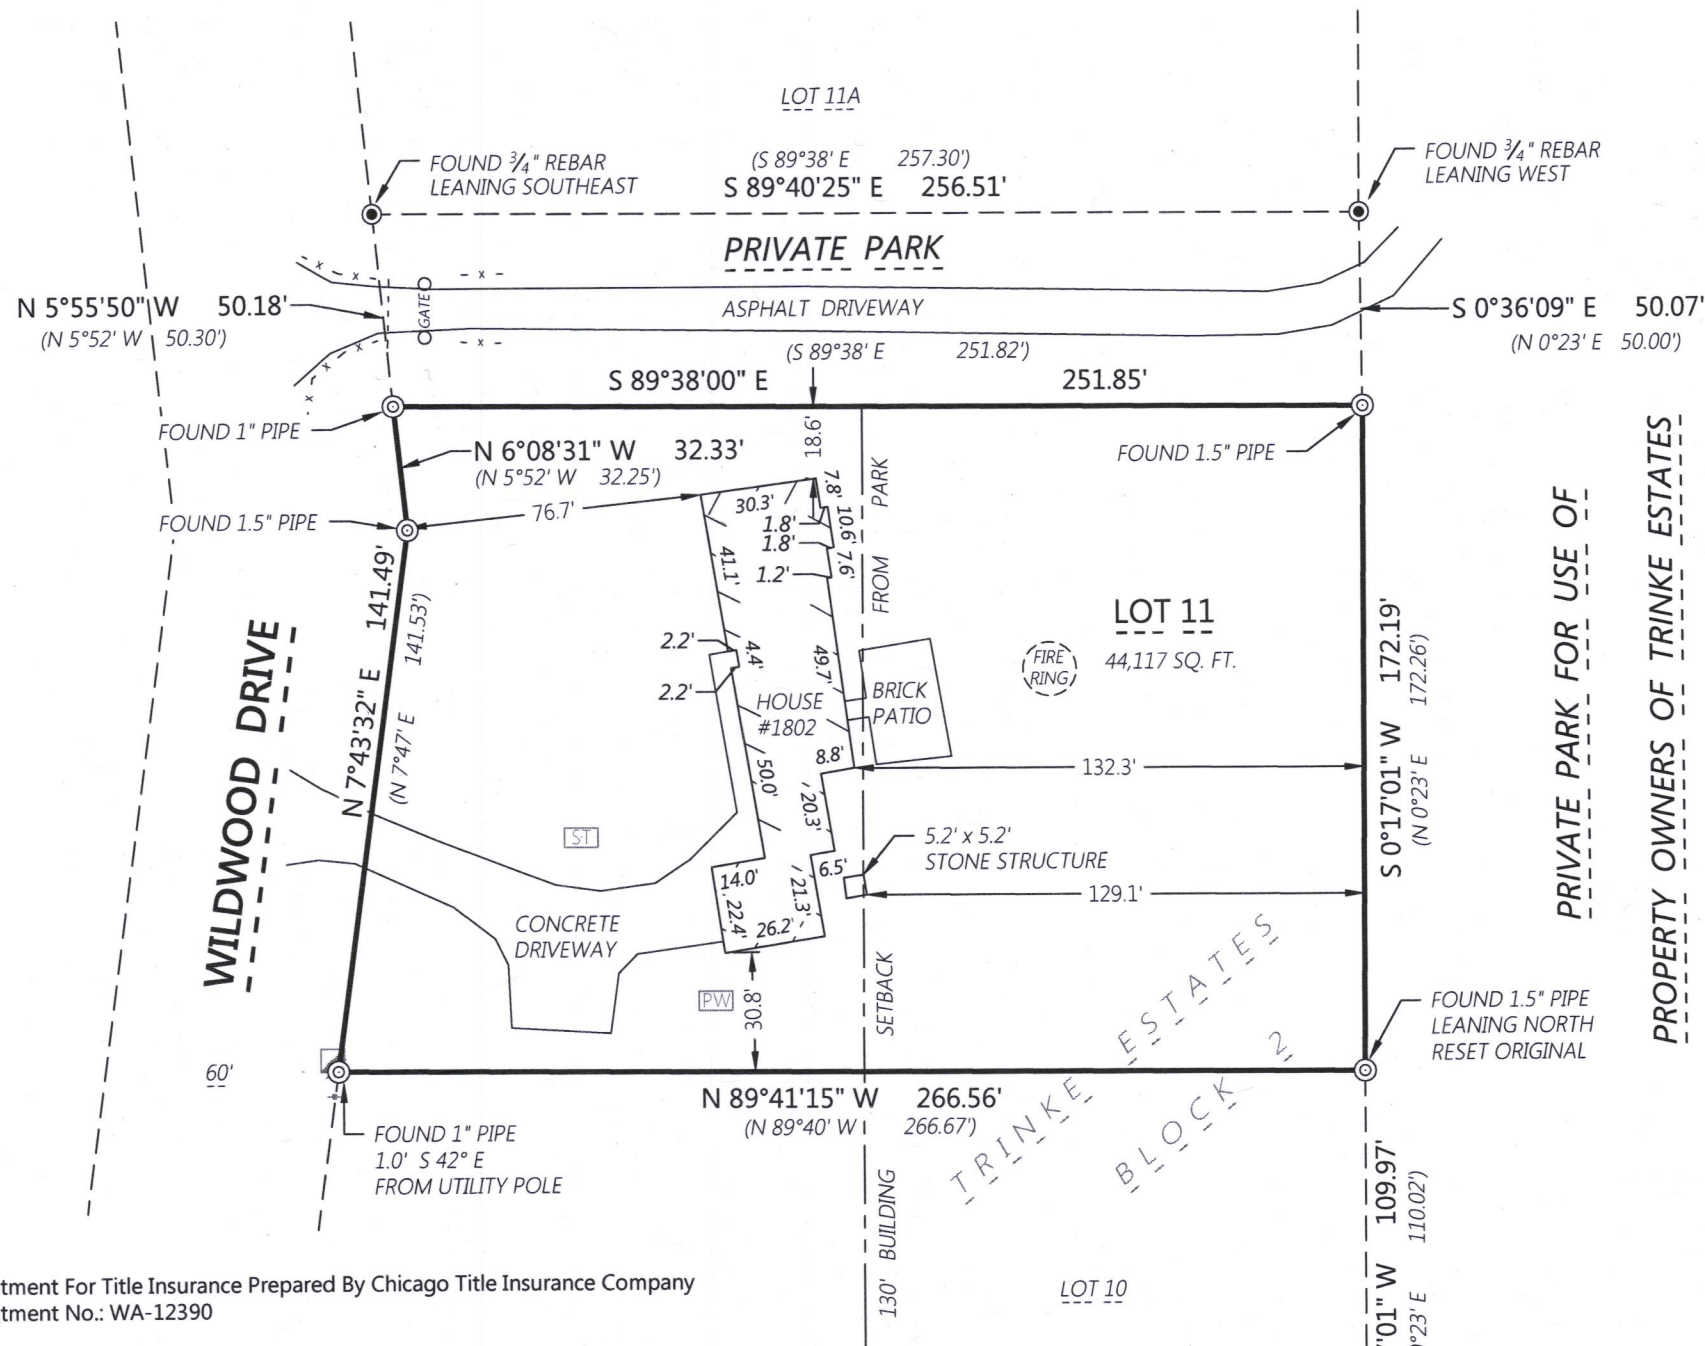 LOT 11A
FOUND 3/4" REBAR
LEANING SOUTHEAST
(S 89°38' E 257.30')
S 89°40'25" E 256.51'
FOUND 3/4" REBAR
LEANING WEST
PRIVATE PARK
x x
x
N 5°55'50" W 50.18'
(N 5°52' W 50.30')
GATE
ASPHALT DRIVEWAY
S 0°36'09" E 50.07'
(N 0°23' E 50.00')
x
x
x
(S 89°38' E 251.82')
S 89°38'00" E 251.85'
FOUND 1" PIPE
N 6°08'31" W 32.33'
(N 5°52' W 32.25')
18.6'
FOUND 1.5" PIPE
FOUND 1.5" PIPE
76.7'
30.3'
7.8'
1.8'
10.6'
1.8'
7.6'
1.2'
41.1'
130' BUILDING SETBACK FROM PARK
N 7°43'32" E 141.49'
(N 7°47' E 141.53')
WILDWOOD DRIVE
2.2'
4.4'
2.2'
49.7'
HOUSE
#1802
BRICK
PATIO
FIRE
RING
LOT 11
44,117 SQ. FT.
S 0°17'01" W 172.19'
(N 0°23' E 172.26')
PRIVATE PARK FOR USE OF
PROPERTY OWNERS OF TRINKE ESTATES
8.8'
132.3'
50.0'
20.3'
ST
5.2' x 5.2'
STONE STRUCTURE
6.5'
14.0'
21.3'
129.1'
22.4'
26.2'
CONCRETE
DRIVEWAY
PW
30.8'
FOUND 1.5" PIPE
LEANING NORTH
RESET ORIGINAL
60'
N 89°41'15" W 266.56'
(N 89°40' W 266.67')
TRINKE ESTATES
BLOCK 2
FOUND 1" PIPE
1.0' S 42° E
FROM UTILITY POLE
'01" W 109.97'
°23' E 110.02')
LOT 10
tment For Title Insurance Prepared By Chicago Title Insurance Company
tment No.: WA-12390